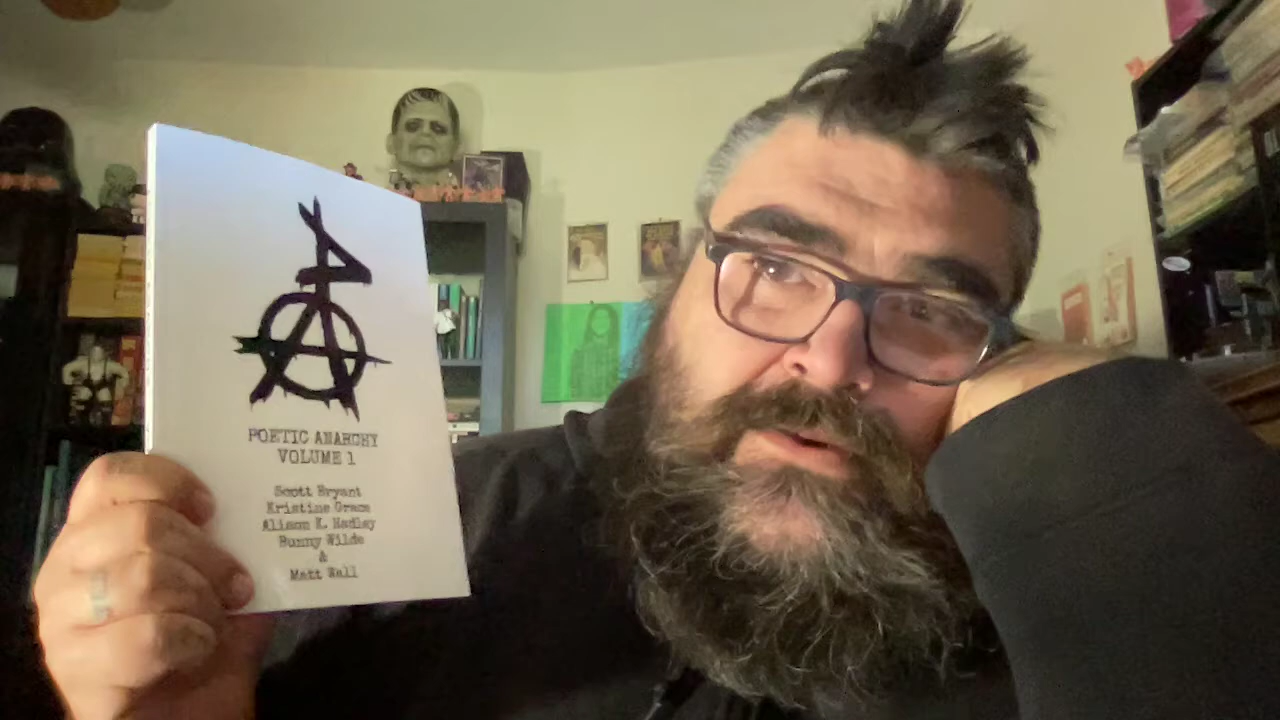 POETIC ANARCHY
VOLUME 1
Scott Bryant
Kristine Grace
Alison K. Hadley
Bunny Wilde
&
Matt Wall